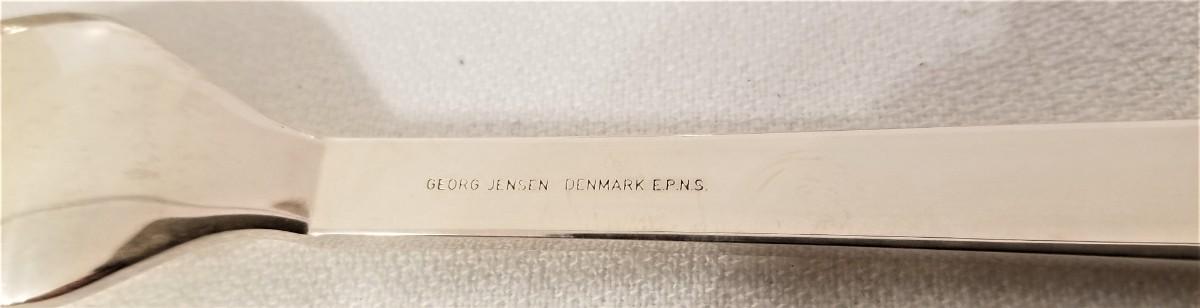 GEORG JENSEN DENMARK E.P.N.S.